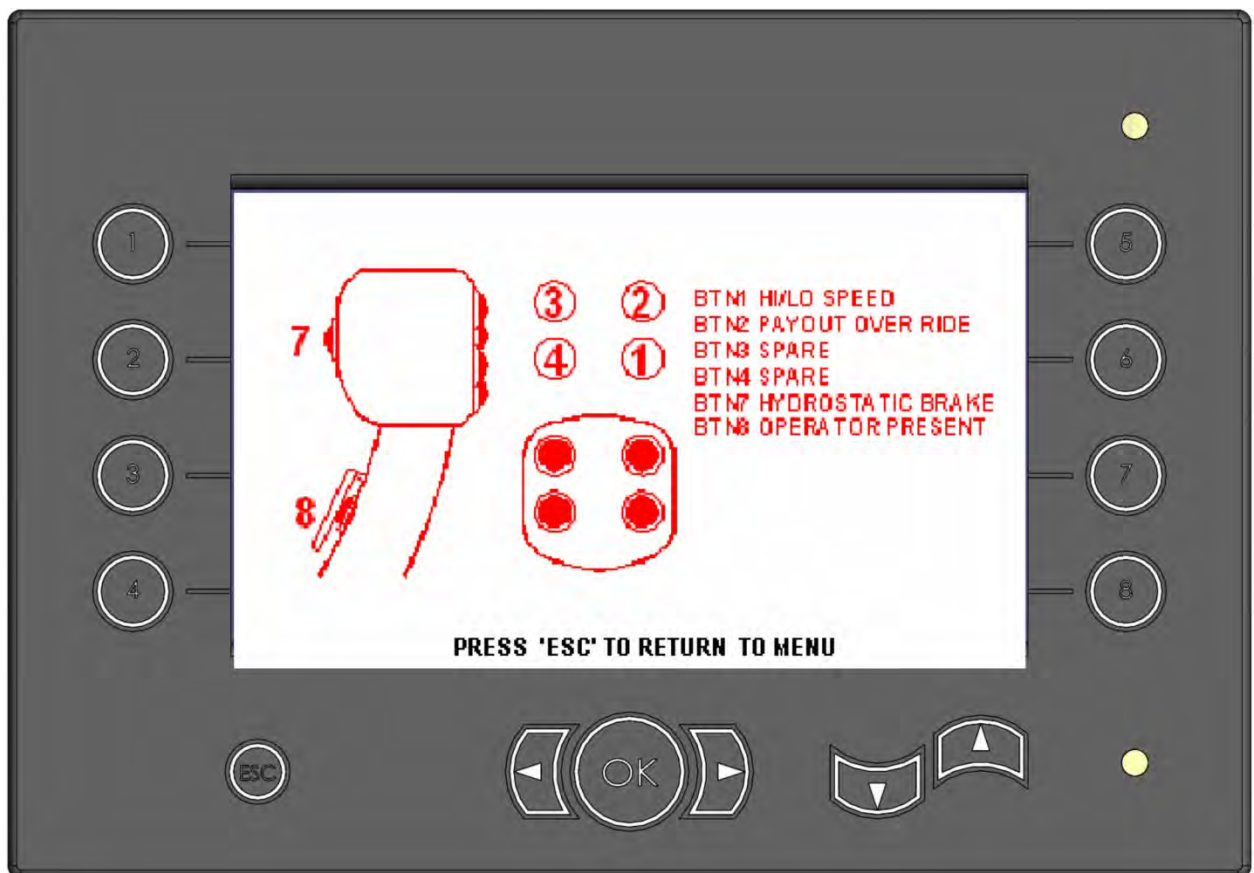 1
2
3
4
5
6
7
8
7
8
3 2
4 1
BTN1 HI/LO SPEED
BTN2 PAYOUT OVER RIDE
BTN3 SPARE
BTN4 SPARE
BTN7 HYDROSTATIC BRAKE
BTN8 OPERATOR PRESENT
PRESS 'ESC' TO RETURN TO MENU
ESC
OK